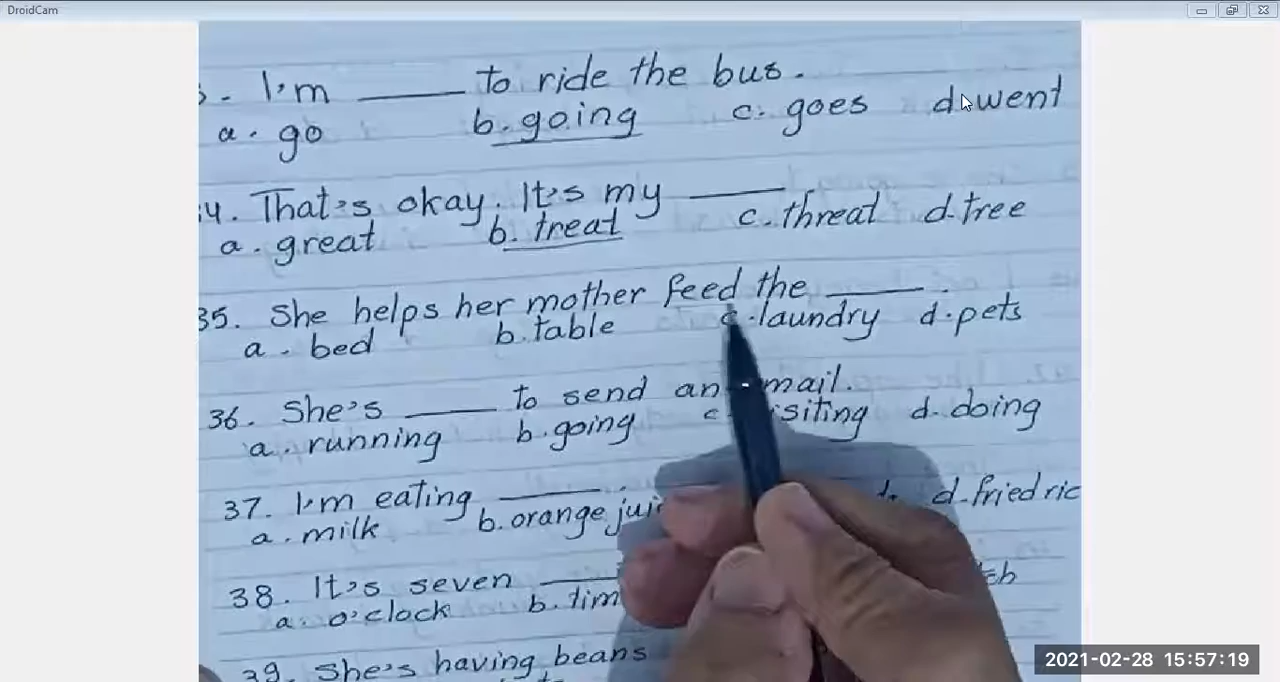 DroidCam
I'm ____ to ride the bus.
a. go b. going c. goes d. went
34. That's okay. It's my ____
a. great b. treat c. threat d. tree
35. She helps her mother feed the ____.
a. bed b. table c. laundry d. pets
36. She's ____ to send an mail.
a. running b. going siting d. doing
37. I'm eating ____
a. milk b. orange d. fried
38. It's seven ____
a. o'clock b.
39. She's having beans
2021-02-28 15:57:19